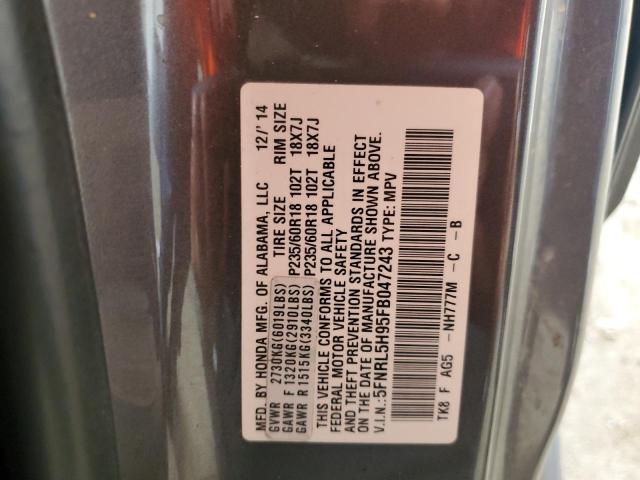 MFD. BY HONDA MFG. OF ALABAMA, LLC 12/' 14
TIRE SIZE RIM SIZE
GVWR 2730KG(6019LBS)
GAWR F 1320KG(2910LBS) P235/60R18 102T 18X7J
GAWR R 1515KG(3340LBS) P235/60R18 102T 18X7J
THIS VEHICLE CONFORMS TO ALL APPLICABLE
FEDERAL MOTOR VEHICLE SAFETY
AND THEFT PREVENTION STANDARDS IN EFFECT
ON THE DATE OF MANUFACTURE SHOWN ABOVE.
V.I.N.:5FNRL5H95FB047243 TYPE: MPV
TK8 F AG5 -NH777M -C -B